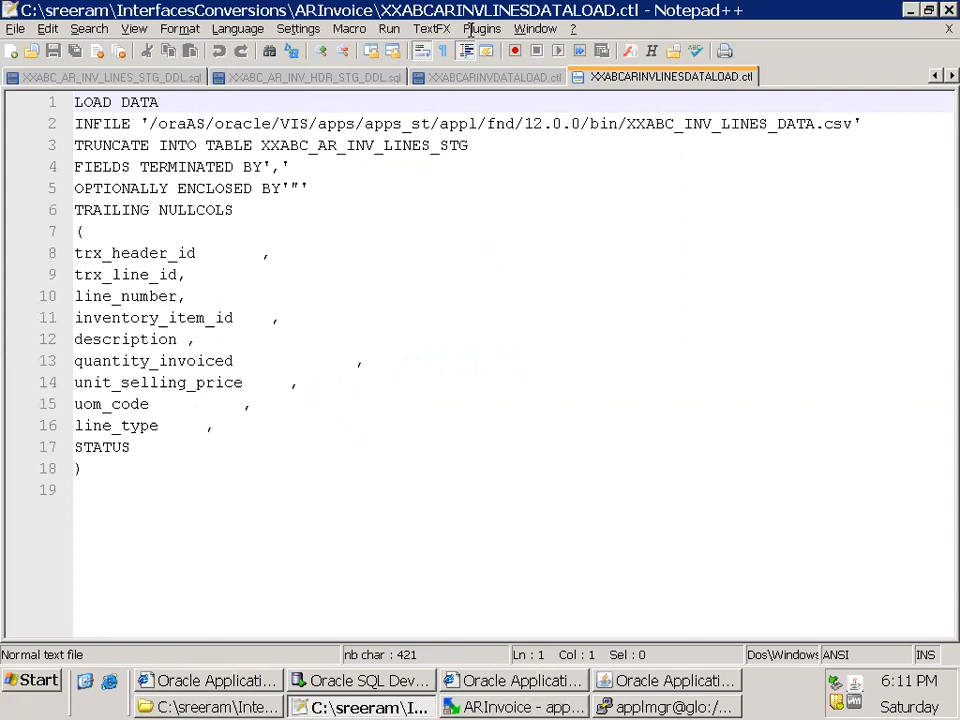 C:\sreeram\InterfacesConversions\ARInvoice\XXABCARINVLINESDATALOAD.ctl - Notepad++
File Edit Search View Format Language Settings Macro Run TextFX Plugins Window ? X
XXABC_AR_INV_LINES_STG_DDL.sql XXABC_AR_INV_HDR_STG_DDL.sql XXABCARINVDATALOAD.ctl XXABCARINVLINESDATALOAD.ctl
1 LOAD DATA
2 INFILE '/oraAS/oracle/VIS/apps/apps_st/appl/fnd/12.0.0/bin/XXABC_INV_LINES_DATA.csv'
3 TRUNCATE INTO TABLE XXABC_AR_INV_LINES_STG
4 FIELDS TERMINATED BY','
5 OPTIONALLY ENCLOSED BY'"'
6 TRAILING NULLCOLS
7 (
8 trx_header_id ,
9 trx_line_id,
10 line_number,
11 inventory_item_id ,
12 description ,
13 quantity_invoiced ,
14 unit_selling_price ,
15 uom_code ,
16 line_type ,
17 STATUS
18 )
19
Normal text file nb char : 421 Ln : 1 Col : 1 Sel : 0 Dos\Windows ANSI INS
Start Oracle Applicati... Oracle SQL Dev... Oracle Applicati... Oracle Applicati... 6:11 PM
C:\sreeram\Inte... C:\sreeram\I... ARInvoice - app... applmgr@glo:/... Saturday